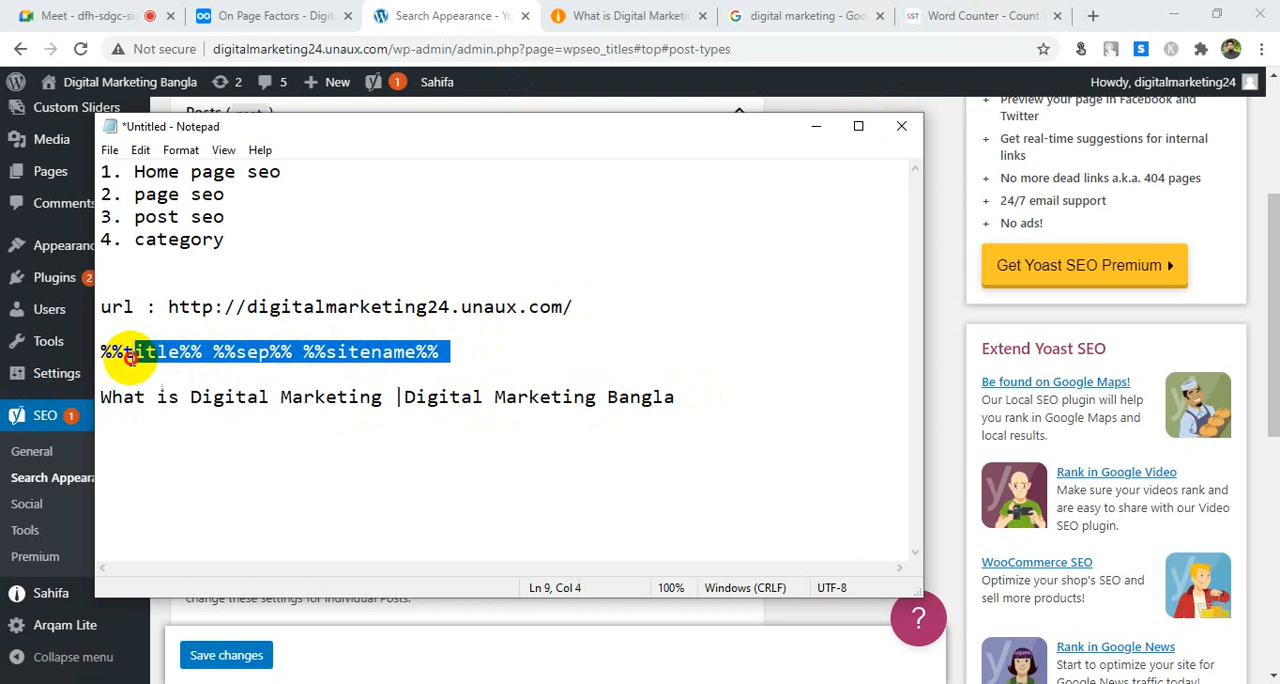 Meet - dfh-sdgc-si
On Page Factors - Digit
Search Appearance - Yo
What is Digital Marketin
digital marketing - Goo
SST
Word Counter - Count
Not secure
digitalmarketing24.unaux.com/wp-admin/admin.php?page=wpseo_titles#top#post-types
Digital Marketing Bangla
2
5
New
1
Sahifa
Howdy, digitalmarketing24
Custom Sliders
Media
Pages
Comments
Appearanc
Plugins 2
Users
Tools
Settings
SEO 1
General
Search Appeara
Social
Tools
Premium
Sahifa
Arqam Lite
Collapse menu
*Untitled - Notepad
File Edit Format View Help
1. Home page seo
2. page seo
3. post seo
4. category
url : http://digitalmarketing24.unaux.com/
%%title%% %%sep%% %%sitename%%
What is Digital Marketing |Digital Marketing Bangla
Ln 9, Col 4
100%
Windows (CRLF)
UTF-8
change these settings for individual Posts.
Save changes
?
+ Preview your page in Facebook and
Twitter
+ Get real-time suggestions for internal
links
+ No more dead links a.k.a. 404 pages
+ 24/7 email support
+ No ads!
Get Yoast SEO Premium
Extend Yoast SEO
Be found on Google Maps!
Our Local SEO plugin will help
you rank in Google Maps and
local results.
Rank in Google Video
Make sure your videos rank and
are easy to share with our Video
SEO plugin.
WooCommerce SEO
Optimize your shop's SEO and
sell more products!
Rank in Google News
Start to optimize your site for
Google News traffic today!